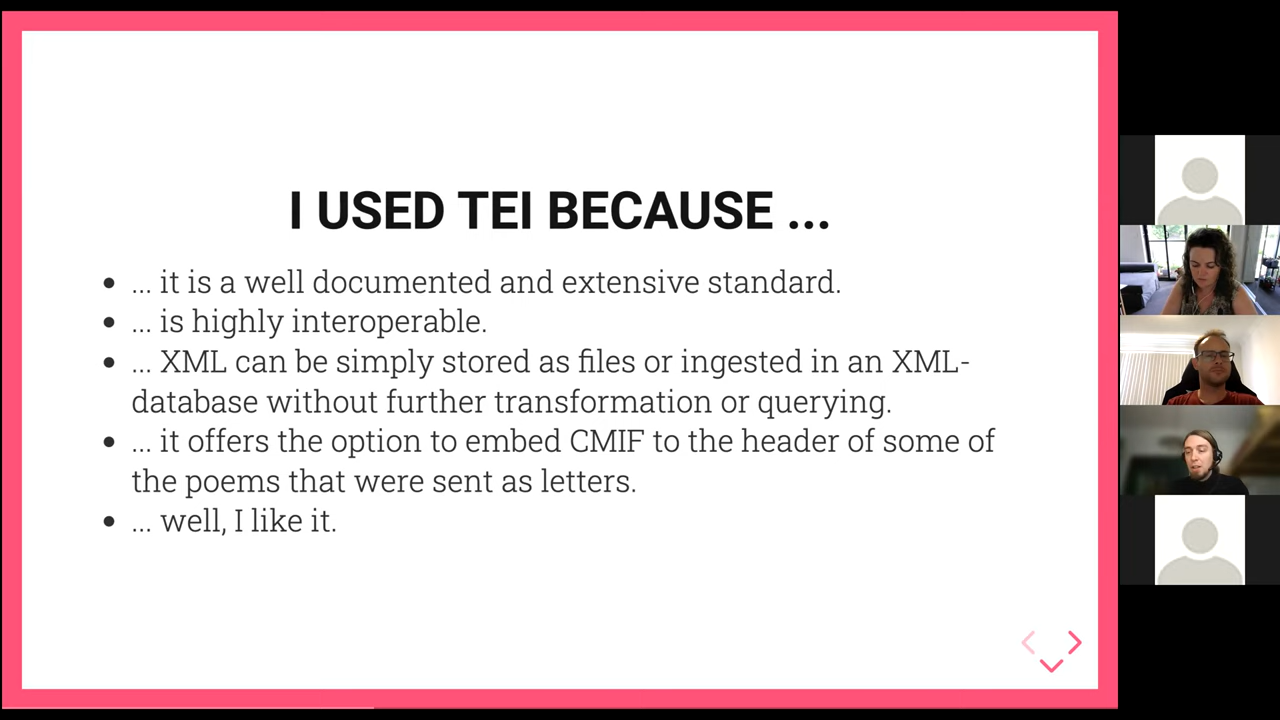 I USED TEI BECAUSE ...
... it is a well documented and extensive standard.
... is highly interoperable.
... XML can be simply stored as files or ingested in an XML-
database without further transformation or querying.
... it offers the option to embed CMIF to the header of some of
the poems that were sent as letters.
... well, I like it.